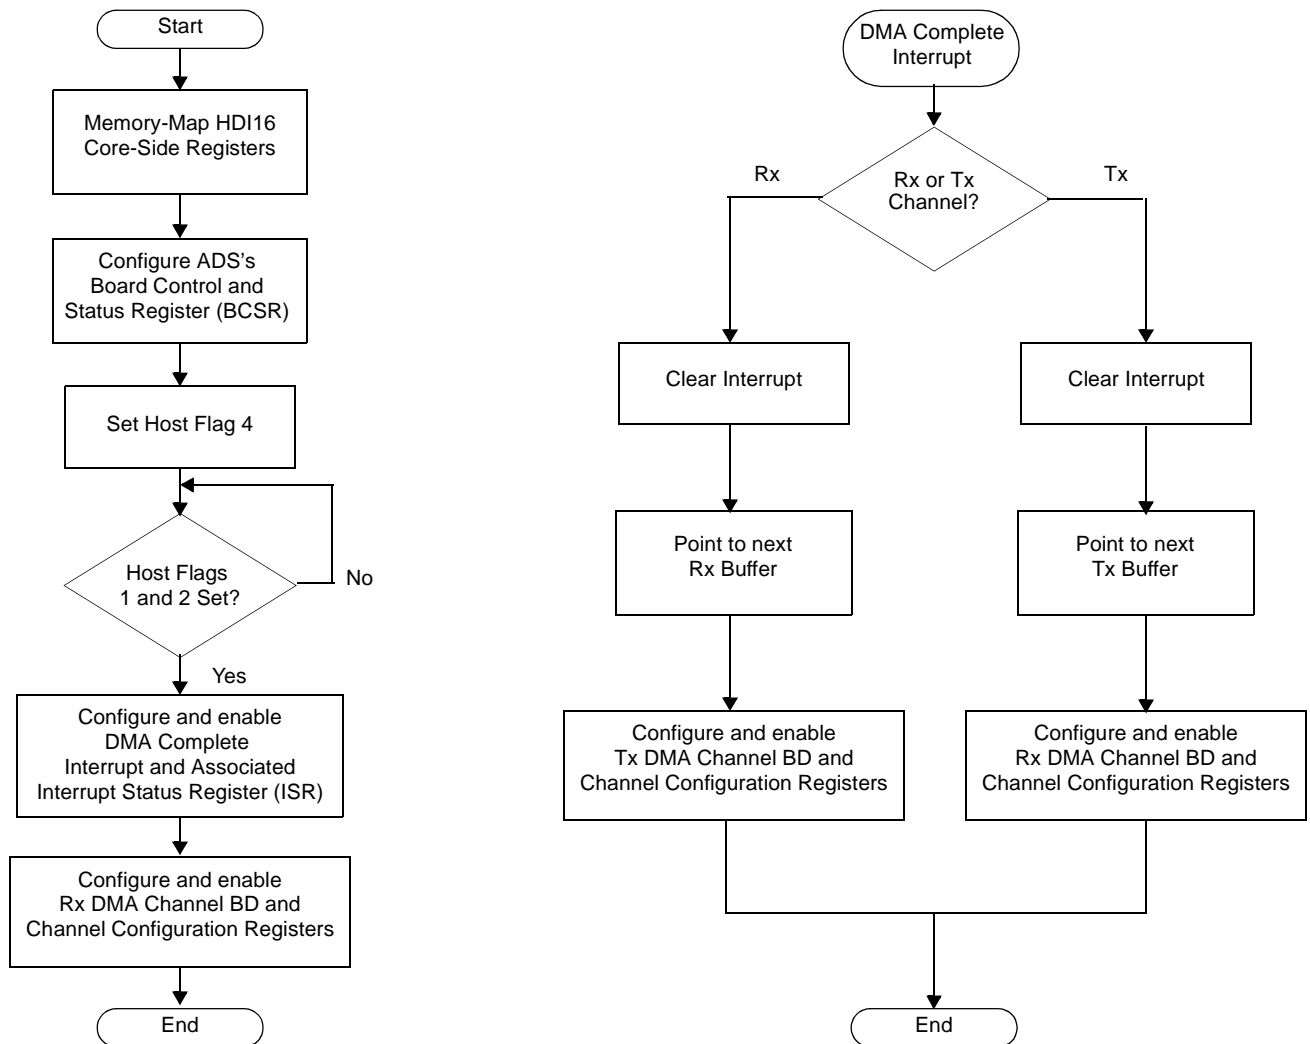 Start
Memory-Map HDI16
Core-Side Registers
Configure ADS's
Board Control and
Status Register (BCSR)
Set Host Flag 4
Host Flags
1 and 2 Set?
No
Yes
Configure and enable
DMA Complete
Interrupt and Associated
Interrupt Status Register (ISR)
Configure and enable
Rx DMA Channel BD and
Channel Configuration Registers
End
DMA Complete
Interrupt
Rx or Tx
Channel?
Rx
Tx
Clear Interrupt
Point to next
Rx Buffer
Configure and enable
Tx DMA Channel BD and
Channel Configuration Registers
Clear Interrupt
Point to next
Tx Buffer
Configure and enable
Rx DMA Channel BD and
Channel Configuration Registers
End